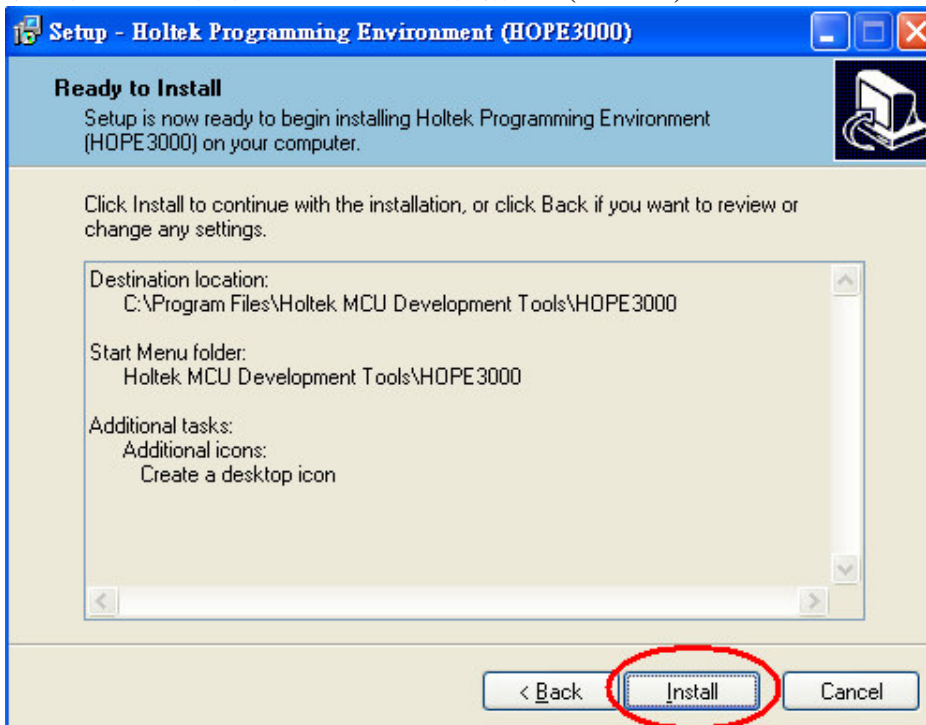 Setup - Holtek Programming Environment (HOPE3000)
Ready to Install
Setup is now ready to begin installing Holtek Programming Environment
(HOPE3000) on your computer.
Click Install to continue with the installation, or click Back if you want to review or
change any settings.
Destination location:
C:\Program Files\Holtek MCU Development Tools\HOPE3000
Start Menu folder:
Holtek MCU Development Tools\HOPE3000
Additional tasks:
Additional icons:
Create a desktop icon
< Back
Install
Cancel